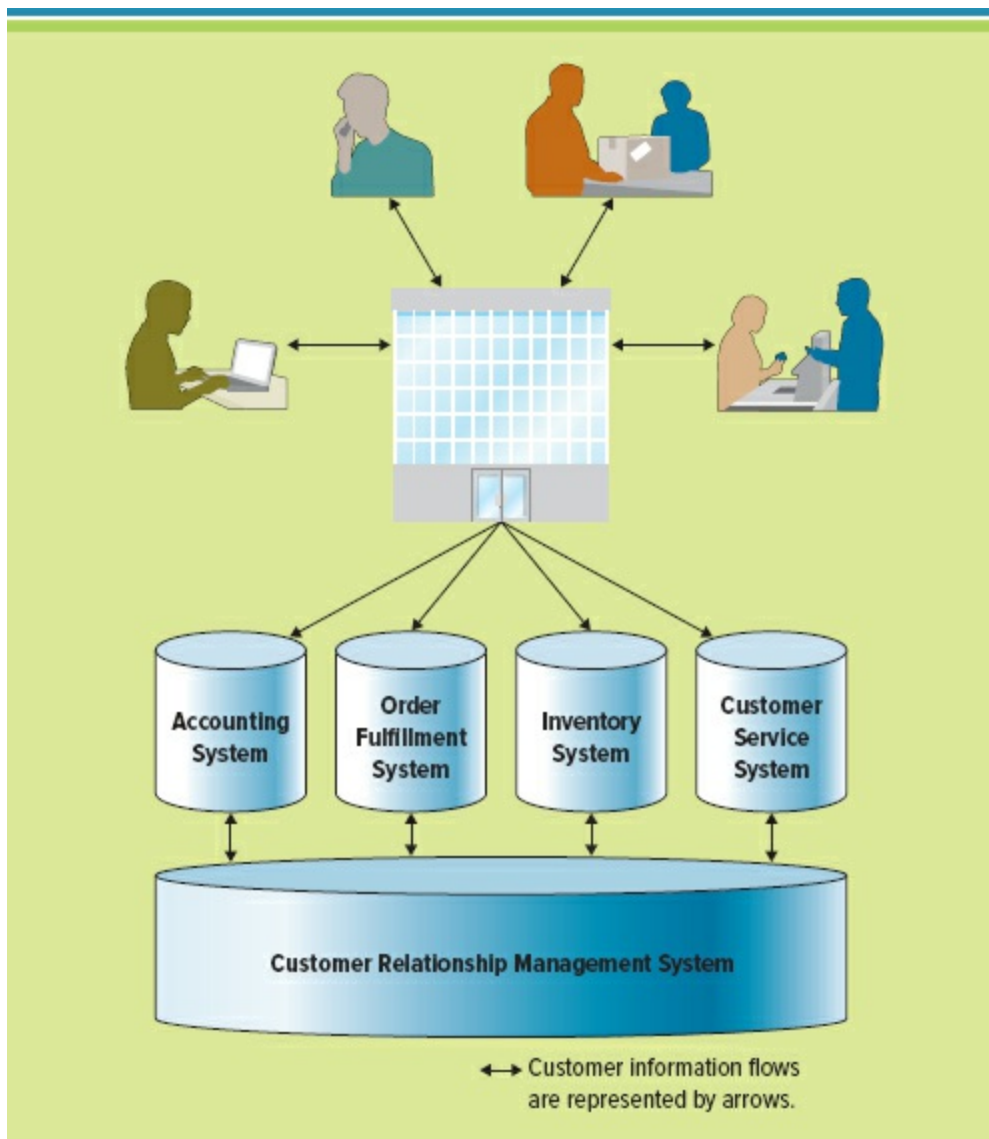 Accounting
System
Order
Fulfillment
System
Inventory
System
Customer
Service
System
Customer Relationship Management System
Customer information flows
are represented by arrows.